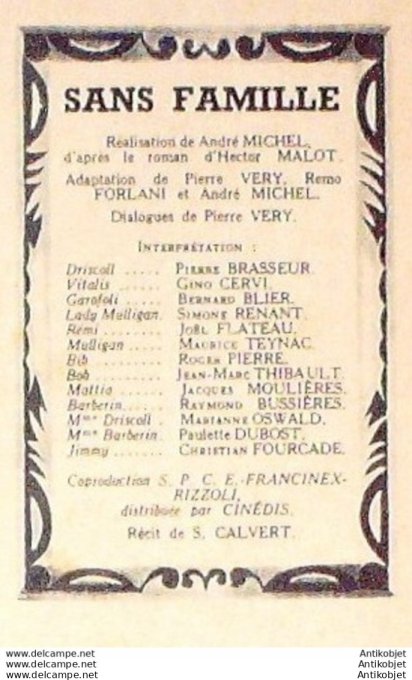 SANS FAMILLE
Réalisation de André MICHEL,
d'après le roman d'Hector MALOT.
Adaptation de Pierre VERY, Remo
FORLANI et André MICHEL.
Dialogues de Pierre VERY.
INTERPRÉTATION :
Driscoll ..... PIERRE BRASSEUR.
Vitalis ...... GINO CERVI.
Garofoli ..... BERNARD BLIER.
Lady Mulligan. SIMONE RENANT.
Rémi ........ JOËL FLATEAU.
Mulligan ..... MAURICE TEYNAC.
Bib ......... ROGER PIERRE.
Bob ......... JEAN-MARC THIBAULT.
Mattia ...... JACQUES MOULIÈRES.
Barberin..... RAYMOND BUSSIÈRES.
Mme Driscoll . MARIANNE OSWALD.
Mme Barberin. Paulette DUBOST.
Jimmy ....... CHRISTIAN FOURCADE.
Coproduction S. P. C. E.-FRANCINEX-
RIZZOLI,
distribuée par CINÉDIS.
Récit de S. CALVERT.
www.delcampe.net Antikobjet
www.delcampe.net Antikobjet
www.delcampe.net Antikobjet